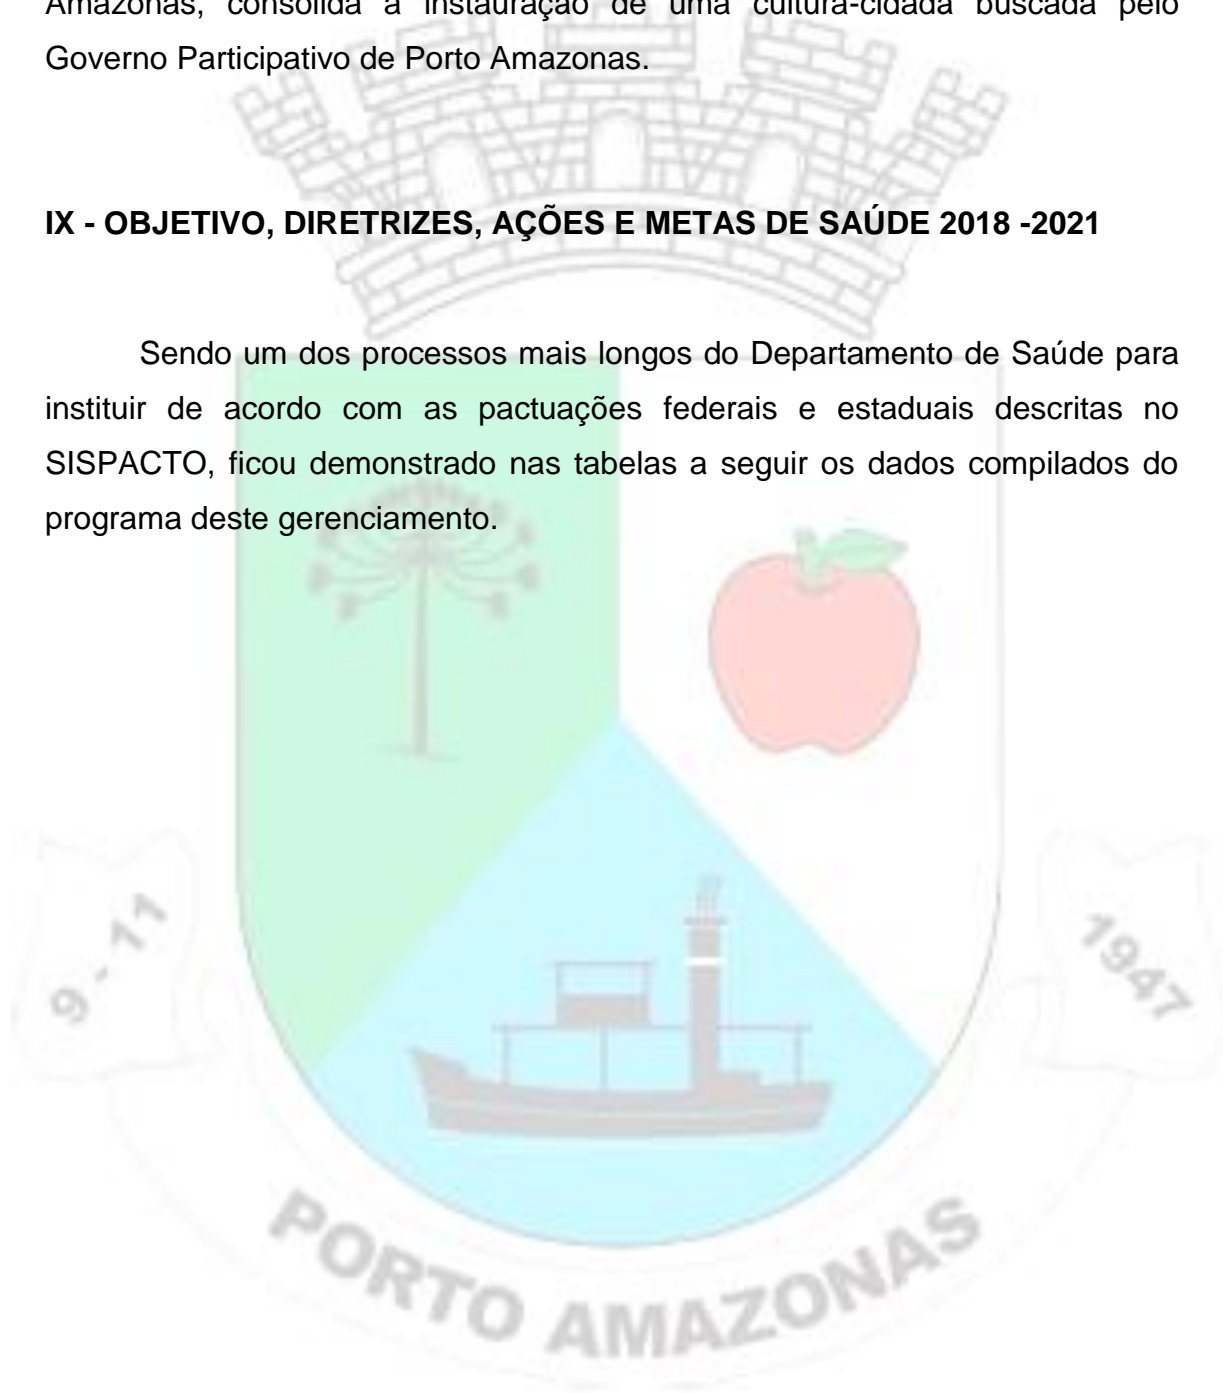 Amazonas, consolida a instauração de uma cultura-cidadã buscada pelo
Governo Participativo de Porto Amazonas.
IX - OBJETIVO, DIRETRIZES, AÇÕES E METAS DE SAÚDE 2018 -2021
Sendo um dos processos mais longos do Departamento de Saúde para
instituir de acordo com as pactuações federais e estaduais descritas no
SISPACTO, ficou demonstrado nas tabelas a seguir os dados compilados do
programa deste gerenciamento.
9 - 11
1947
PORTO AMAZONAS